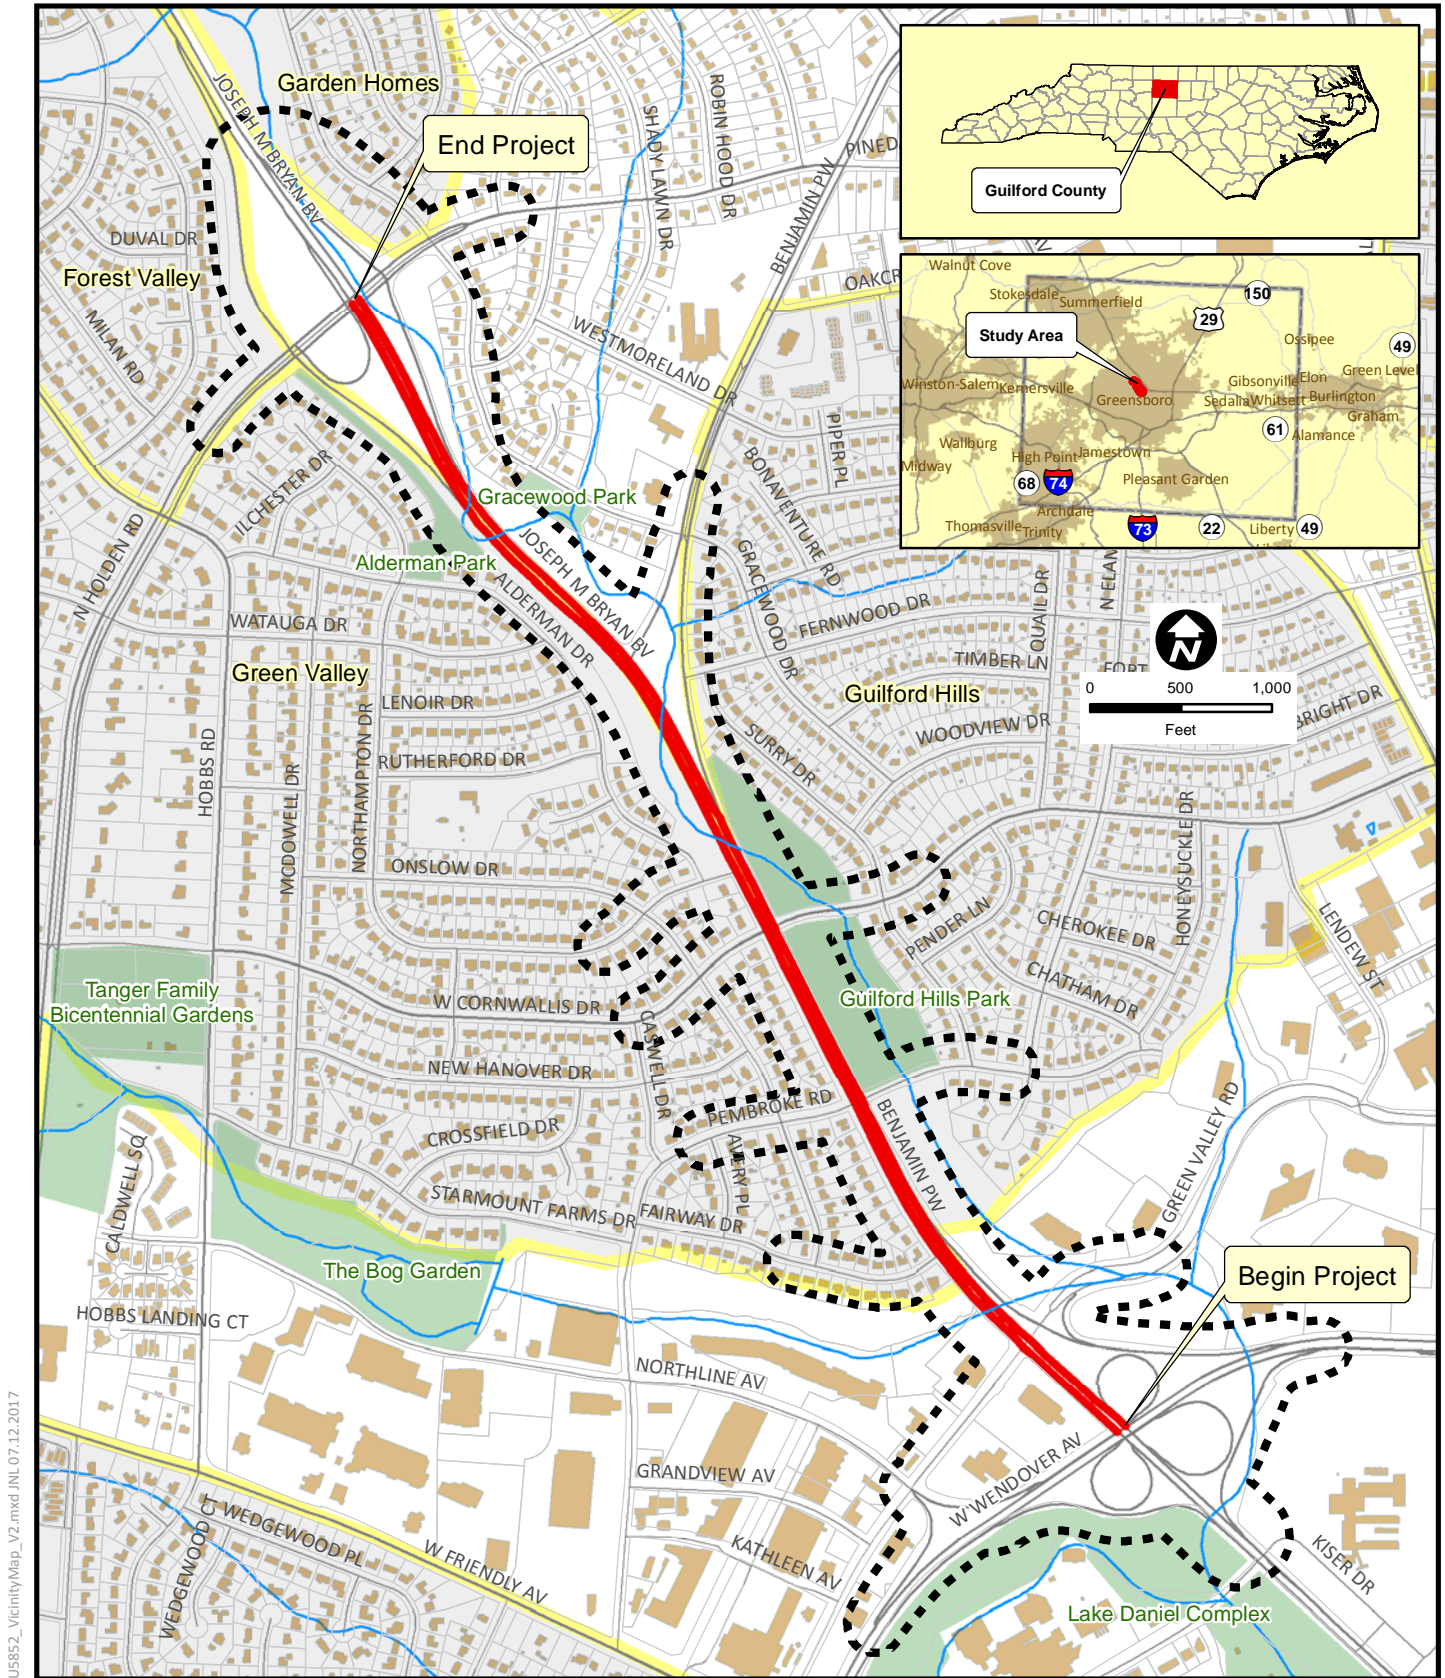 Garden Homes
JOSEPH M BRYAN BV
End Project
SHADY LAWN DR
ROBIN HOOD DR
BENJAMIN PW
PINED
DUVAL DR
Forest Valley
MILAN RD
OAKCR
WESTMORELAND DR
PIPER PL
BONAVENTURE RD
ILCHESTER DR
N HOLDEN RD
Gracewood Park
Alderman Park
JOSEPH M BRYAN BV
ALDERMAN DR
GRACEWOOD DR
FERNWOOD DR
QUAIL DR
N ELAM
TIMBER LN
FORT
WATAUGA DR
Green Valley
LENOIR DR
Guilford Hills
WOODVIEW DR
BRIGHT DR
SURRY DR
RUTHERFORD DR
HOBBS RD
MCDOWELL DR
NORTHAMPTON DR
ONSLOW DR
HONEYSUCKLE DR
PENDER LN
CHEROKEE DR
CHATHAM DR
LENDEW ST
Tanger Family
Bicentennial Gardens
W CORNWALLIS DR
CASWELL DR
Guilford Hills Park
NEW HANOVER DR
PEMBROKE RD
CROSSFIELD DR
AVERY PL
BENJAMIN PW
GREEN VALLEY RD
CALDWELL SQ
STARMOUNT FARMS DR
FAIRWAY DR
The Bog Garden
Begin Project
HOBBS LANDING CT
NORTHLINE AV
GRANDVIEW AV
W WENDOVER AV
KATHLEEN AV
KISER DR
WEDGEWOOD CT
WEDGEWOOD PL
W FRIENDLY AV
Lake Daniel Complex
Guilford County
Walnut Cove
Stokesdale
Summerfield
150
29
Study Area
Ossipee
49
Green Level
Winston-Salem
Kernersville
Greensboro
Gibsonville
Elon
Sedalia
Whitsett
Burlington
Graham
61
Alamance
Wallburg
High Point
Jamestown
Midway
68
74
Pleasant Garden
Archdale
Thomasville
Trinity
73
22
Liberty
49
N
0 500 1,000
Feet
U5852_VicinityMap_V2.mxd JNL 07.12.2017